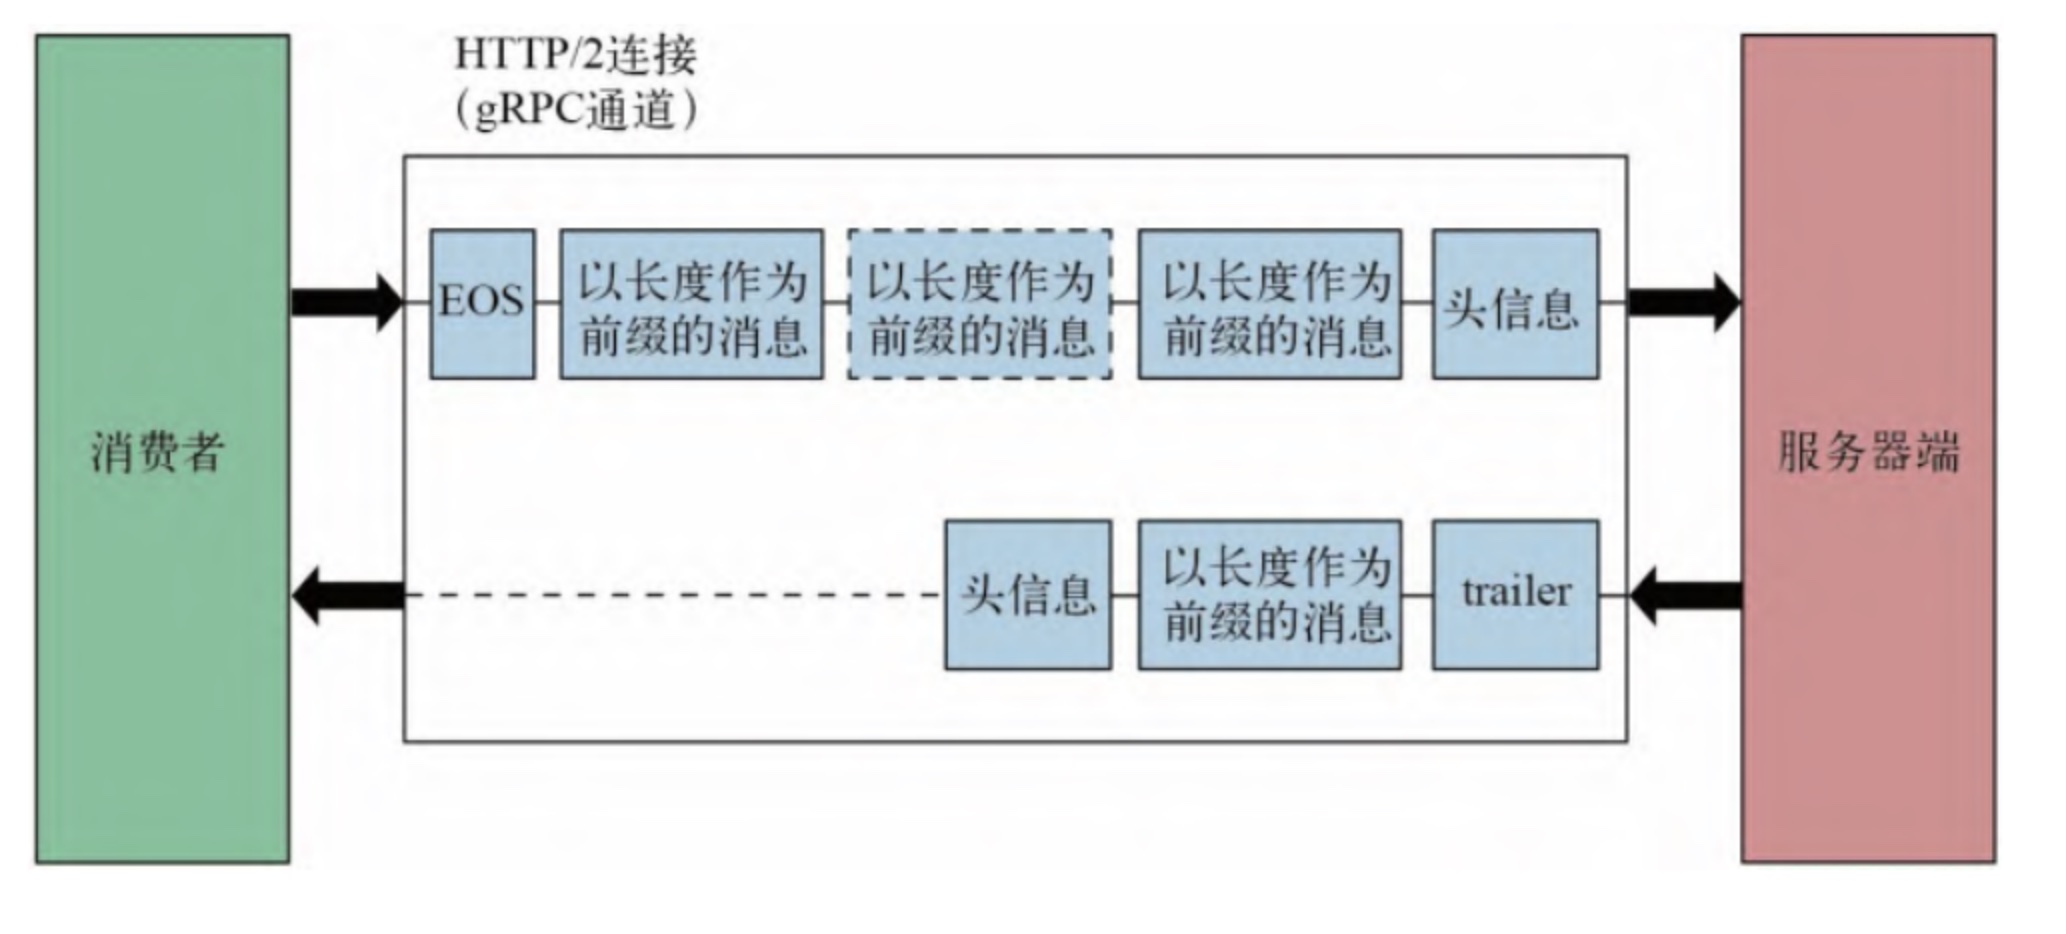 HTTP/2连接
（gRPC通道）
EOS
以长度作为
前缀的消息
以长度作为
前缀的消息
以长度作为
前缀的消息
头信息
消费者
服务器端
头信息
以长度作为
前缀的消息
trailer